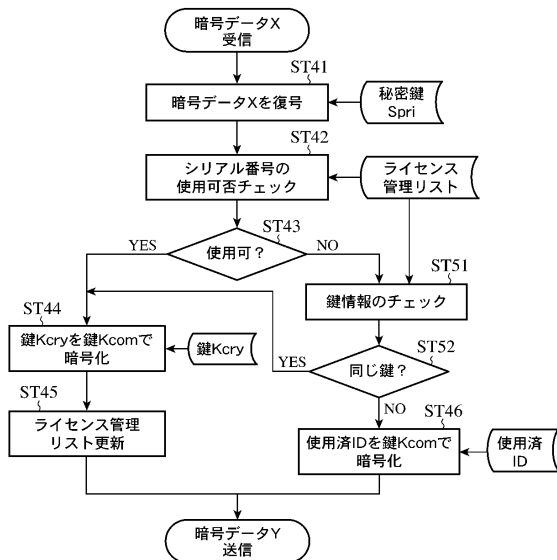 暗号データX
受信
ST41
暗号データXを復号
秘密鍵
Spri
ST42
シリアル番号の
使用可否チェック
ライセンス
管理リスト
ST43
使用可?
YES
NO
ST51
鍵情報のチェック
ST44
鍵Kcryを鍵Kcomで
暗号化
鍵Kcry
ST52
同じ鍵?
YES
NO
ST45
ライセンス管理
リスト更新
ST46
使用済IDを鍵Kcomで
暗号化
使用済
ID
暗号データY
送信